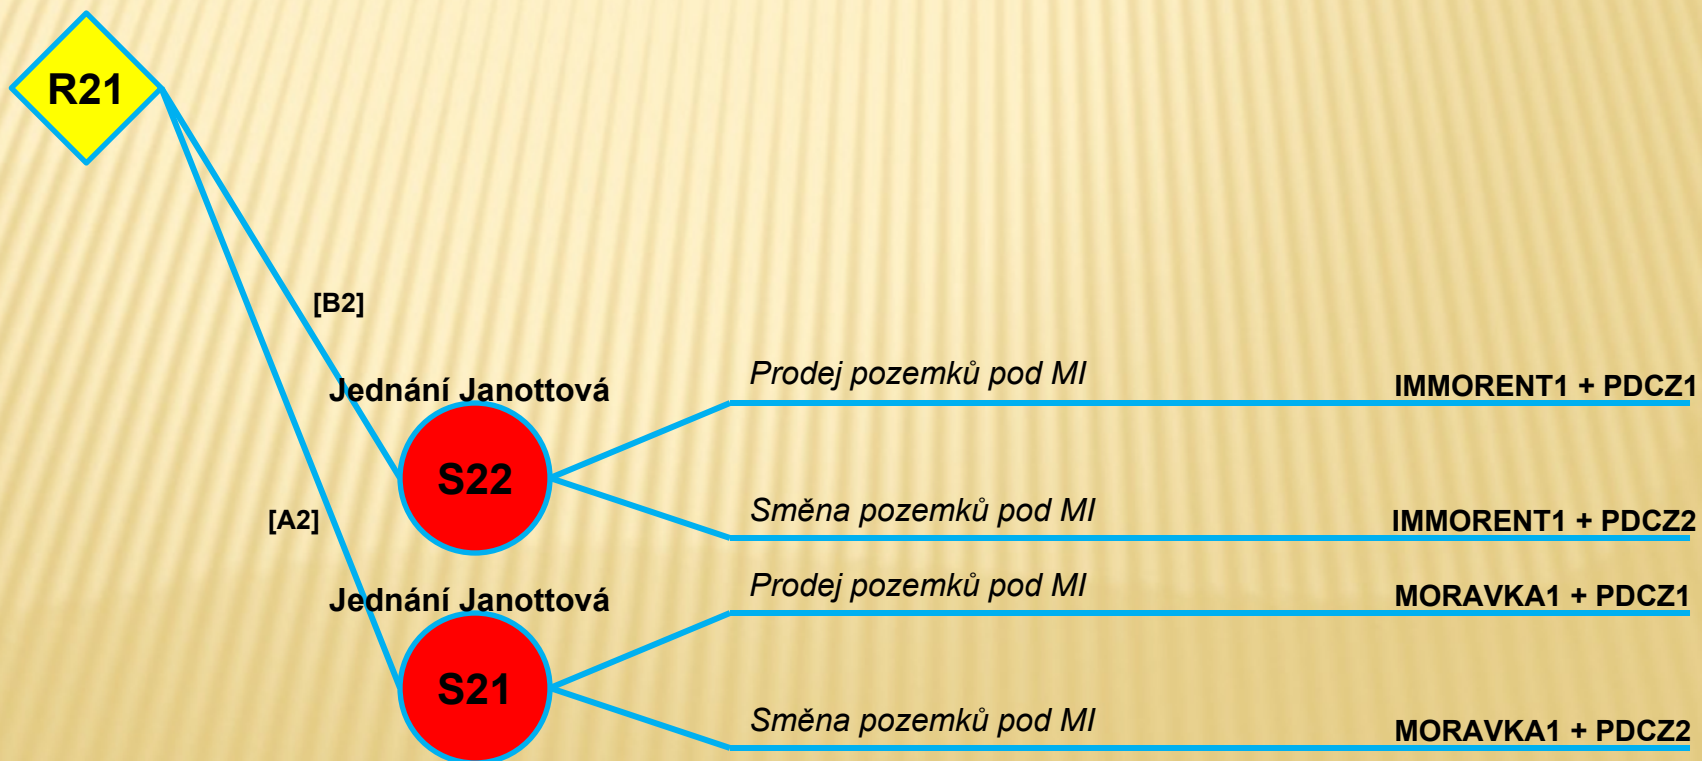 R21
[B2]
Jednání Janottová
S22
Prodej pozemků pod MI
IMMORENT1 + PDCZ1
Směna pozemků pod MI
IMMORENT1 + PDCZ2
[A2]
Jednání Janottová
S21
Prodej pozemků pod MI
MORAVKA1 + PDCZ1
Směna pozemků pod MI
MORAVKA1 + PDCZ2